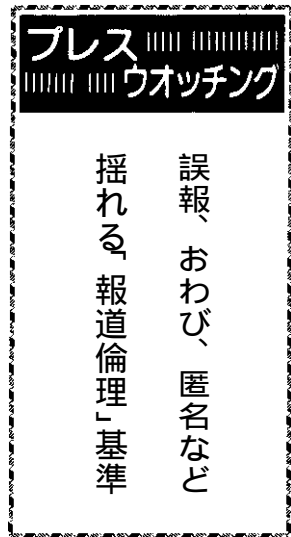 プレス
ウオッチング
誤報、おわび、匿名など
揺れる「報道倫理」基準